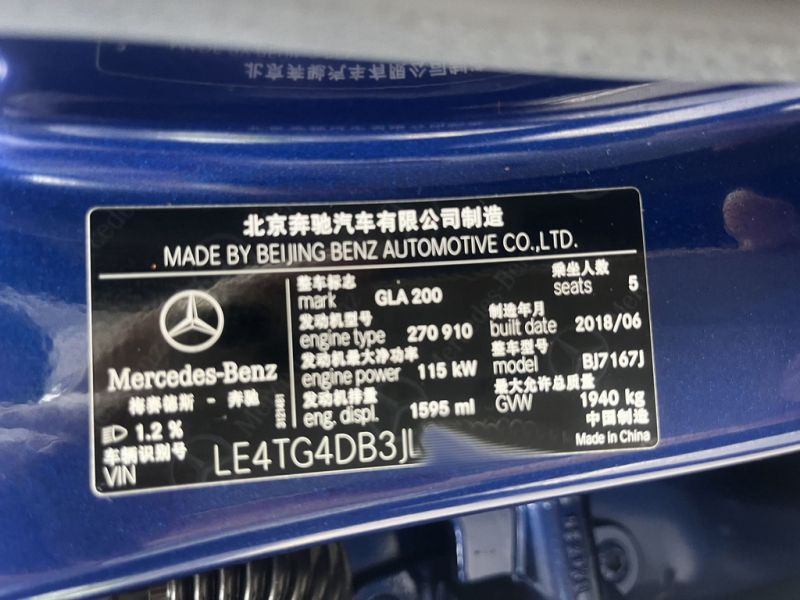 北京奔驰汽车有限公司制造
MADE BY BEIJING BENZ AUTOMOTIVE CO.,LTD.
Mercedes-Benz
梅赛德斯 - 奔驰
1.2 %
整车标志
mark GLA 200
乘坐人数
seats 5
发动机型号
engine type 270 910
制造年月
built date 2018/06
发动机最大净功率
engine power 115 kW
整车型号
model BJ7167J
发动机排量
eng. displ. 1595 ml
最大允许总质量
GVW 1940 kg
车辆识别号
VIN LE4TG4DB3JL
中国制造
Made in China